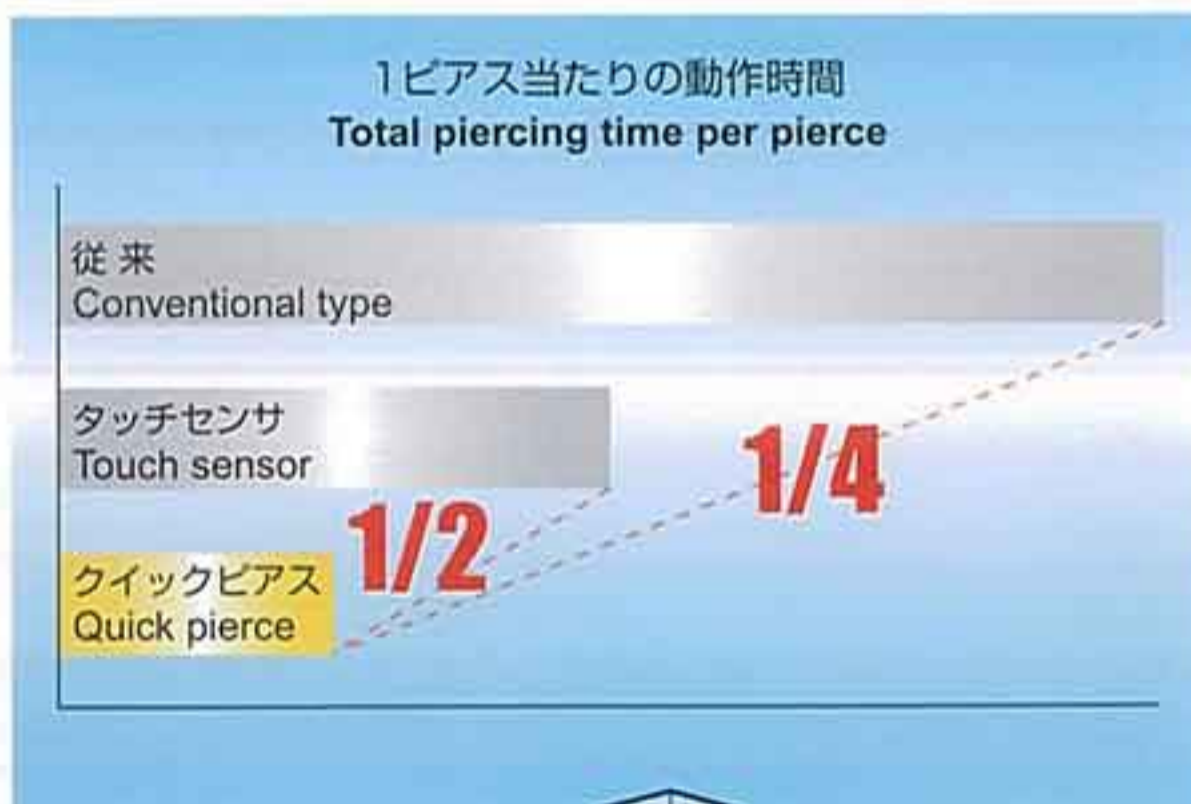 1ピアス当たりの動作時間
Total piercing time per pierce
従 来
Conventional type
タッチセンサ
Touch sensor
1/2
1/4
クイックピアス
Quick pierce